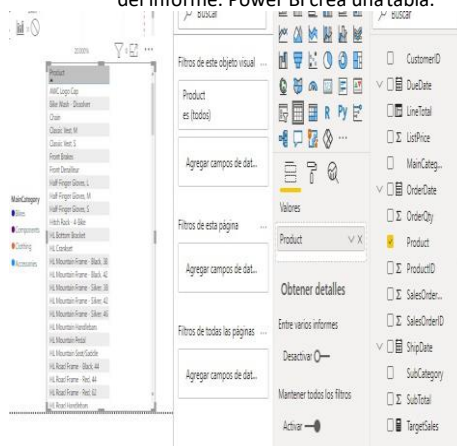 del informe. Power BI crea una tabla.
Product
AWC Logo Cap
Bike Wash - Dissolver
Chain
Classic Vest, M
Classic Vest, S
Front Brakes
Front Derailleur
Half-Finger Gloves, L
Half-Finger Gloves, M
Half-Finger Gloves, S
Hitch Rack - 4-Bike
HL Bottom Bracket
HL Crankset
HL Mountain Frame - Black, 38
HL Mountain Frame - Black, 42
HL Mountain Frame - Silver, 38
HL Mountain Frame - Silver, 42
HL Mountain Frame - Silver, 46
HL Mountain Handlebars
HL Mountain Pedal
HL Mountain Seat/Saddle
HL Road Frame - Black, 44
HL Road Frame - Red, 44
HL Road Frame - Red, 62
HL Road Handlebars
MainCategory
Bikes
Components
Clothing
Accessories
Buscar
Filtros de este objeto visual ...
Product
es (todos)
Agregar campos de dat...
Filtros de esta página ...
Agregar campos de dat...
Filtros de todas las páginas ...
Agregar campos de dat...
R Py
Valores
Product
Obtener detalles
Entre varios informes
Desactivar
Mantener todos los filtros
Activar
Buscar
CustomerID
DueDate
LineTotal
ListPrice
MainCateg...
OrderDate
OrderQty
Product
ProductID
SalesOrder...
SalesOrderID
ShipDate
SubCategory
SubTotal
TargetSales